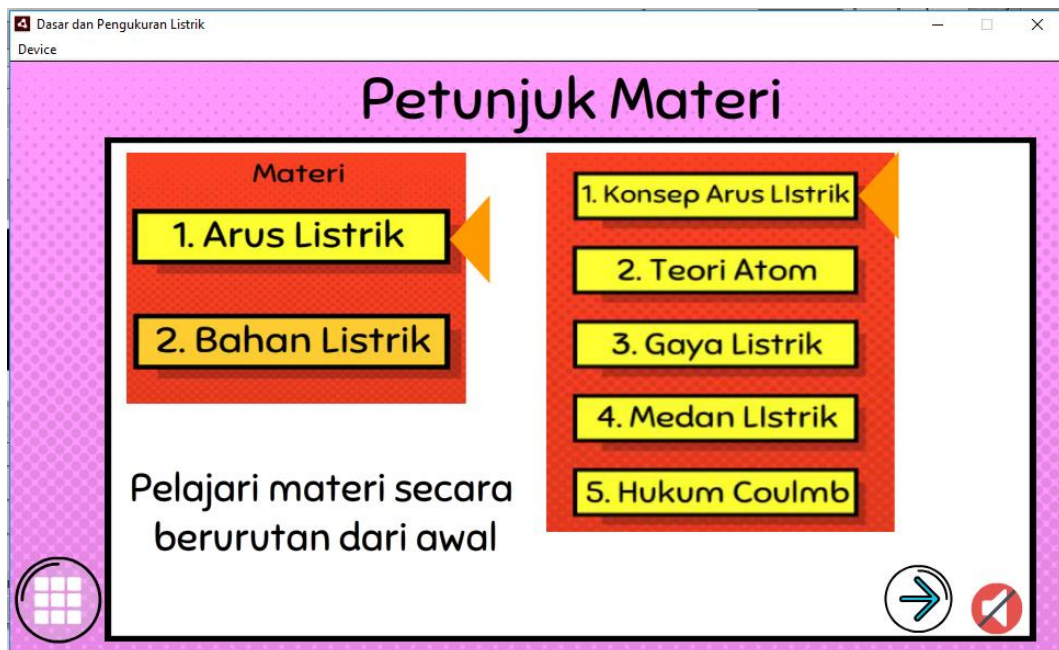 Dasar dan Pengukuran Listrik
Device
Petunjuk Materi
Materi
1. Arus Listrik
2. Bahan Listrik
Pelajari materi secara
berurutan dari awal
1. Konsep Arus LIstrik
2. Teori Atom
3. Gaya Listrik
4. Medan LIstrik
5. Hukum Coulmb